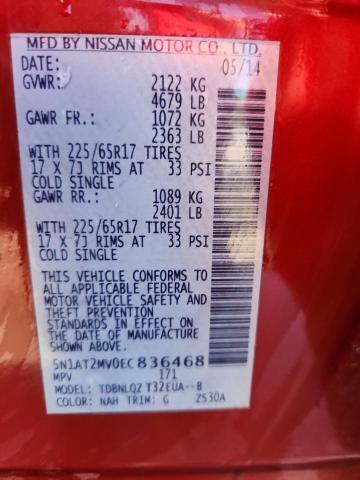 MFD BY NISSAN MOTOR CO., LTD.
DATE: 05/14
GVWR: 2122 KG
4679 LB
GAWR FR.: 1072 KG
2363 LB
WITH 225/65R17 TIRES
17 X 7J RIMS AT 33 PSI
COLD SINGLE
GAWR RR.: 1089 KG
2401 LB
WITH 225/65R17 TIRES
17 X 7J RIMS AT 33 PSI
COLD SINGLE
THIS VEHICLE CONFORMS TO
ALL APPLICABLE FEDERAL
MOTOR VEHICLE SAFETY AND
THEFT PREVENTION
STANDARDS IN EFFECT ON
THE DATE OF MANUFACTURE
SHOWN ABOVE.
5N1AT2MV0EC836468
MPV 171
MODEL: TDBNLQZ T32EUA--B
COLOR: NAH TRIM: G 2530A